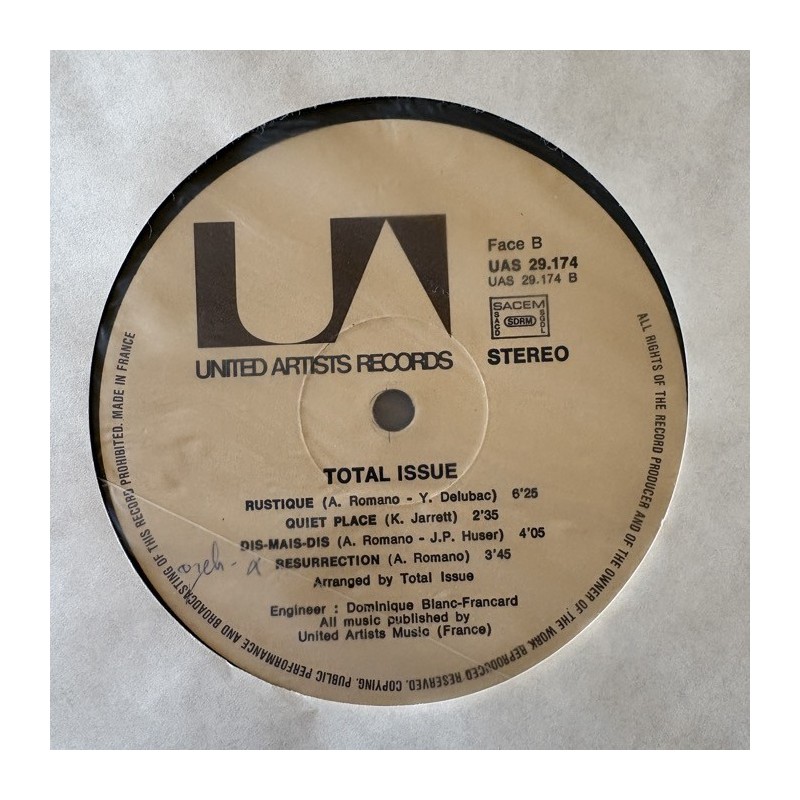 UA
UNITED ARTISTS RECORDS
Face B
UAS 29.174
UAS 29.174 B
SACEM
SACD
SDRM
SGDL
STEREO
TOTAL ISSUE
RUSTIQUE (A. Romano - Y. Delubac) 6'25
QUIET PLACE (K. Jarrett) 2'35
DIS-MAIS-DIS (A. Romano - J.P. Huser) 4'05
RESURRECTION (A. Romano) 3'45
Arranged by Total Issue
Engineer : Dominique Blanc-Francard
All music published by
United Artists Music (France)
ALL RIGHTS OF THE RECORD PRODUCER AND OF THE OWNER OF THE WORK REPRODUCED RESERVED. COPYING. PUBLIC PERFORMANCE AND BROADCASTING OF THIS RECORD PROHIBITED. MADE IN FRANCE